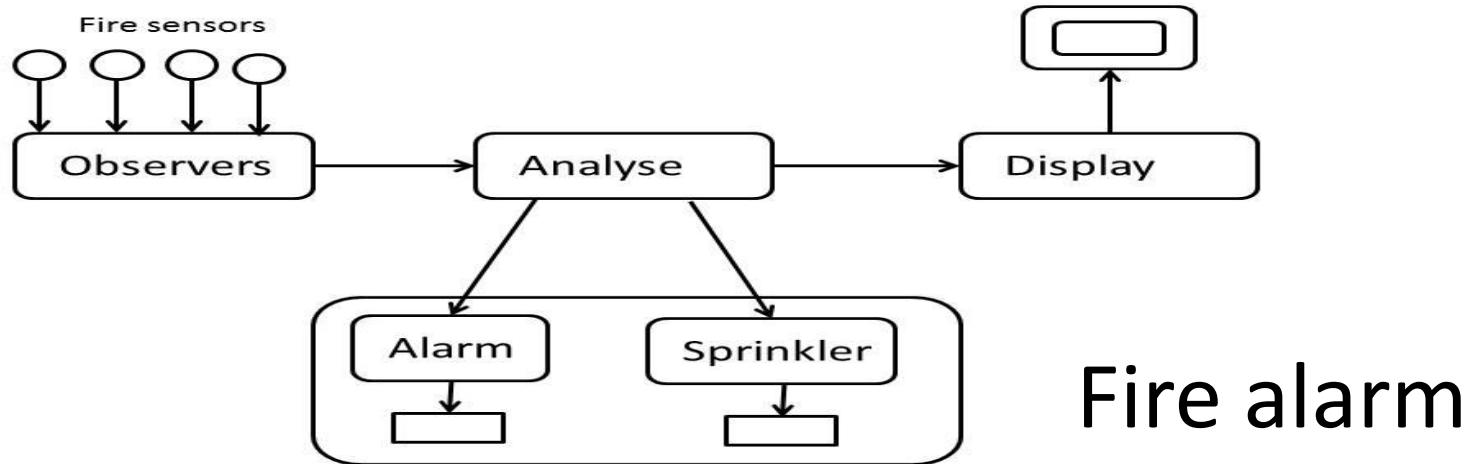 Fire sensors
Observers
Analyse
Display
Alarm
Sprinkler
Fire alarm